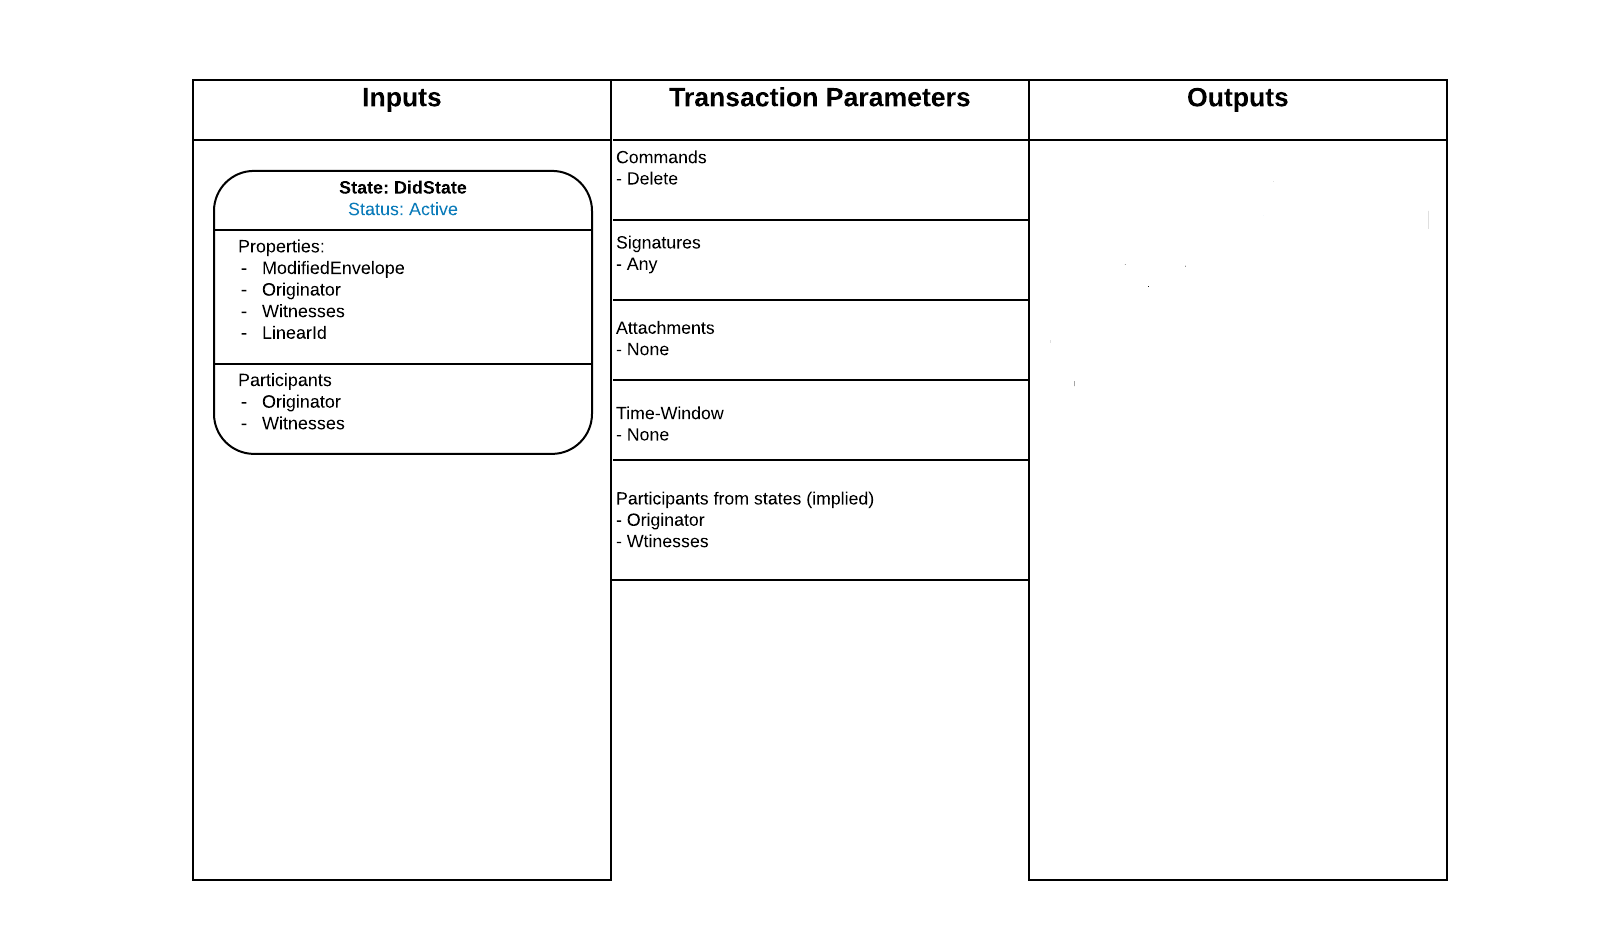 Inputs
Transaction Parameters
Outputs
State: DidState
Status: Active
Properties:
- ModifiedEnvelope
- Originator
- Witnesses
- LinearId
Participants
- Originator
- Witnesses
Commands
- Delete
Signatures
- Any
Attachments
- None
Time-Window
- None
Participants from states (implied)
- Originator
- Wtinesses